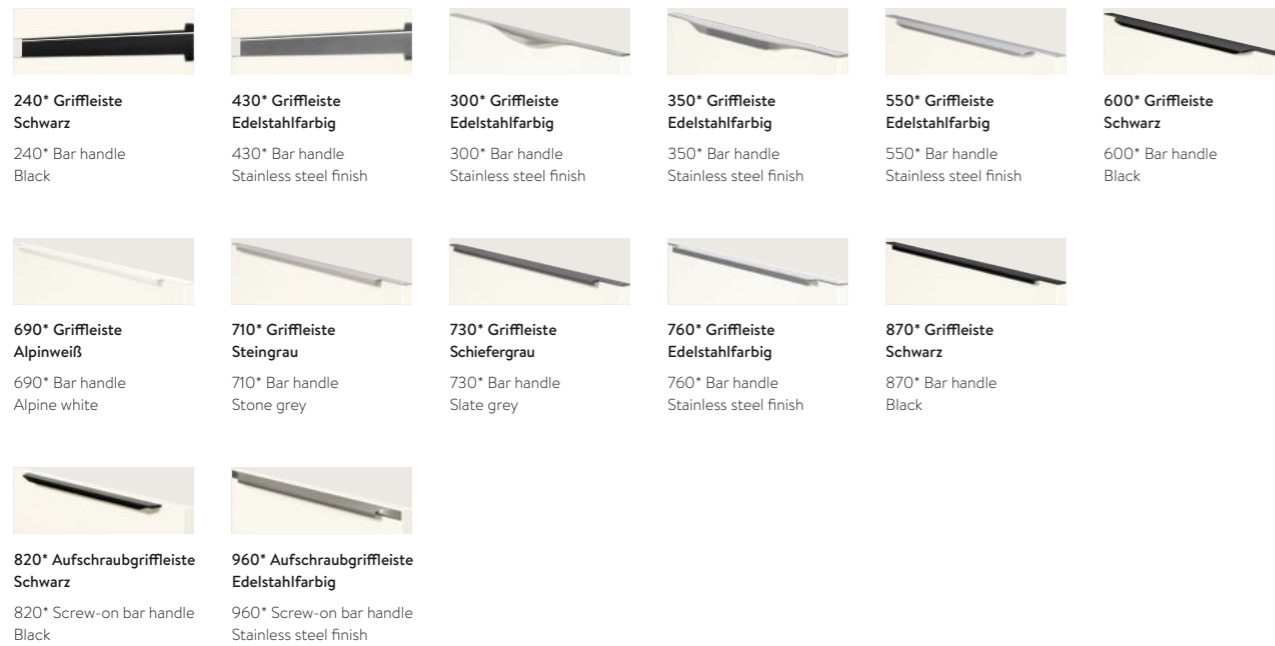 240* Griffleiste
Schwarz
240* Bar handle
Black
430* Griffleiste
Edelstahlfarbig
430* Bar handle
Stainless steel finish
300* Griffleiste
Edelstahlfarbig
300* Bar handle
Stainless steel finish
350* Griffleiste
Edelstahlfarbig
350* Bar handle
Stainless steel finish
550* Griffleiste
Edelstahlfarbig
550* Bar handle
Stainless steel finish
600* Griffleiste
Schwarz
600* Bar handle
Black
690* Griffleiste
Alpinweiß
690* Bar handle
Alpine white
710* Griffleiste
Steingrau
710* Bar handle
Stone grey
730* Griffleiste
Schiefergrau
730* Bar handle
Slate grey
760* Griffleiste
Edelstahlfarbig
760* Bar handle
Stainless steel finish
870* Griffleiste
Schwarz
870* Bar handle
Black
820* Aufschraubgriffleiste
Schwarz
820* Screw-on bar handle
Black
960* Aufschraubgriffleiste
Edelstahlfarbig
960* Screw-on bar handle
Stainless steel finish